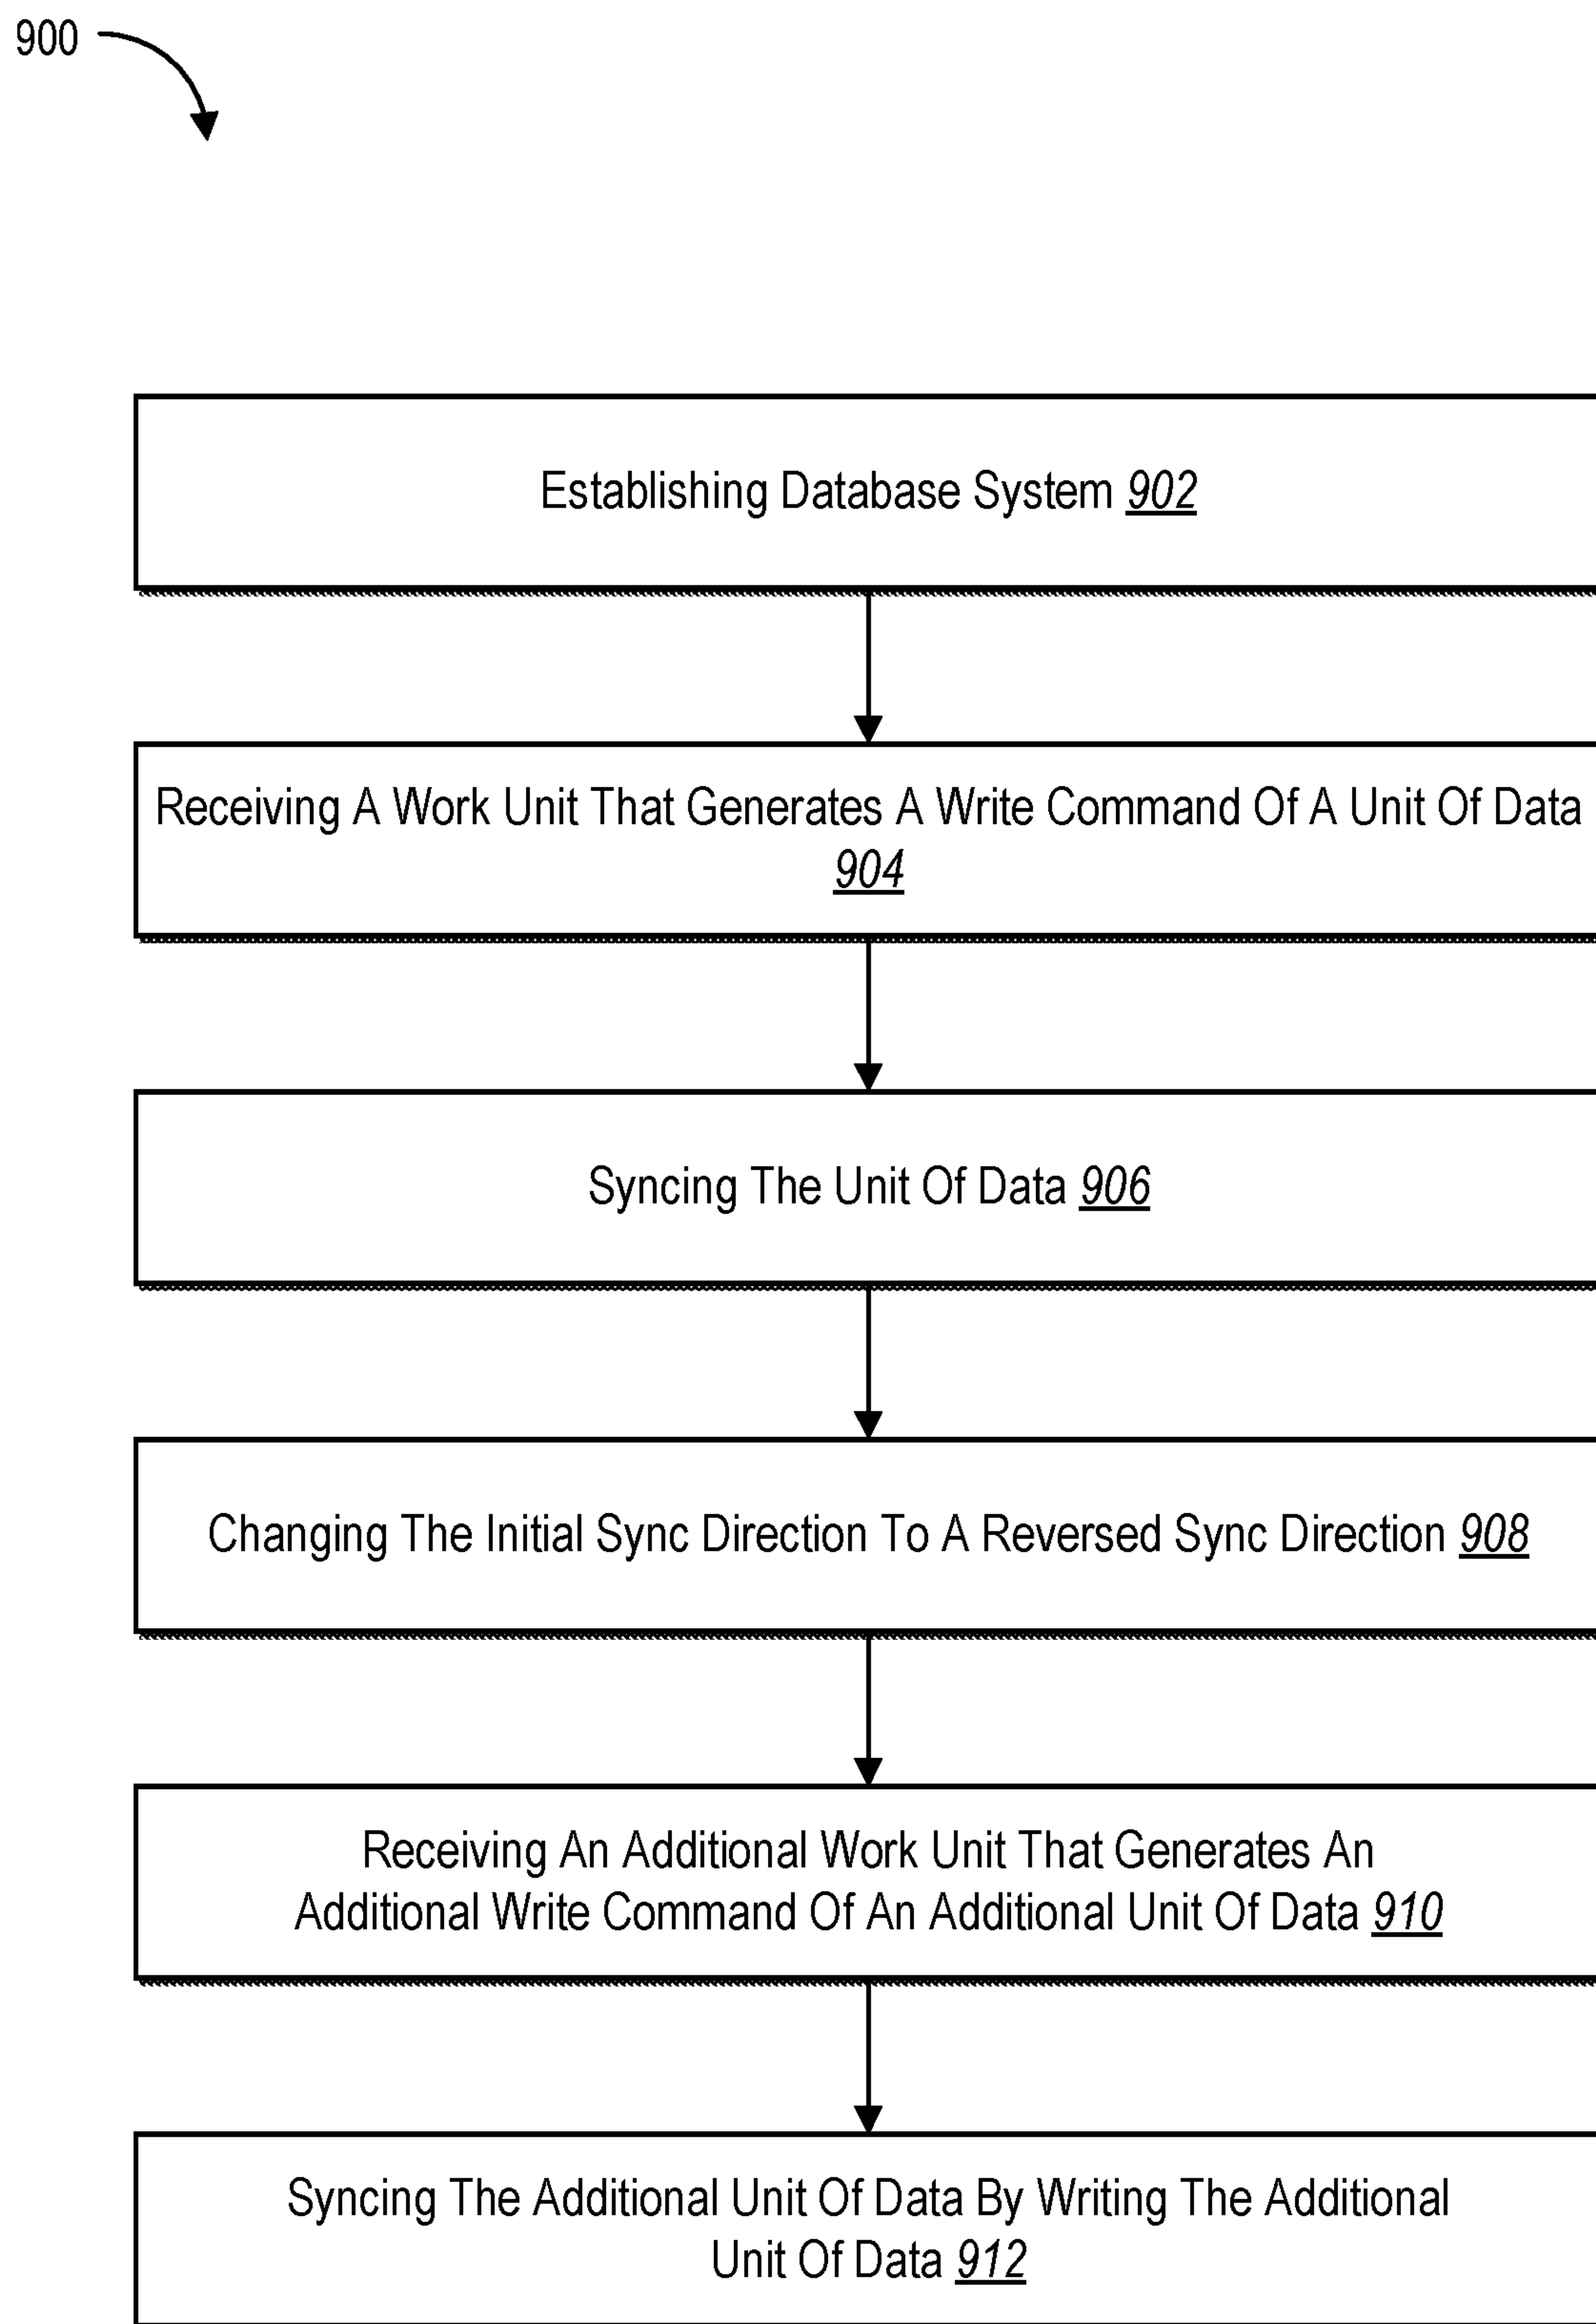 900
Establishing Database System 902
Receiving A Work Unit That Generates A Write Command Of A Unit Of Data
904
Syncing The Unit Of Data 906
Changing The Initial Sync Direction To A Reversed Sync Direction 908
Receiving An Additional Work Unit That Generates An
Additional Write Command Of An Additional Unit Of Data 910
Syncing The Additional Unit Of Data By Writing The Additional
Unit Of Data 912